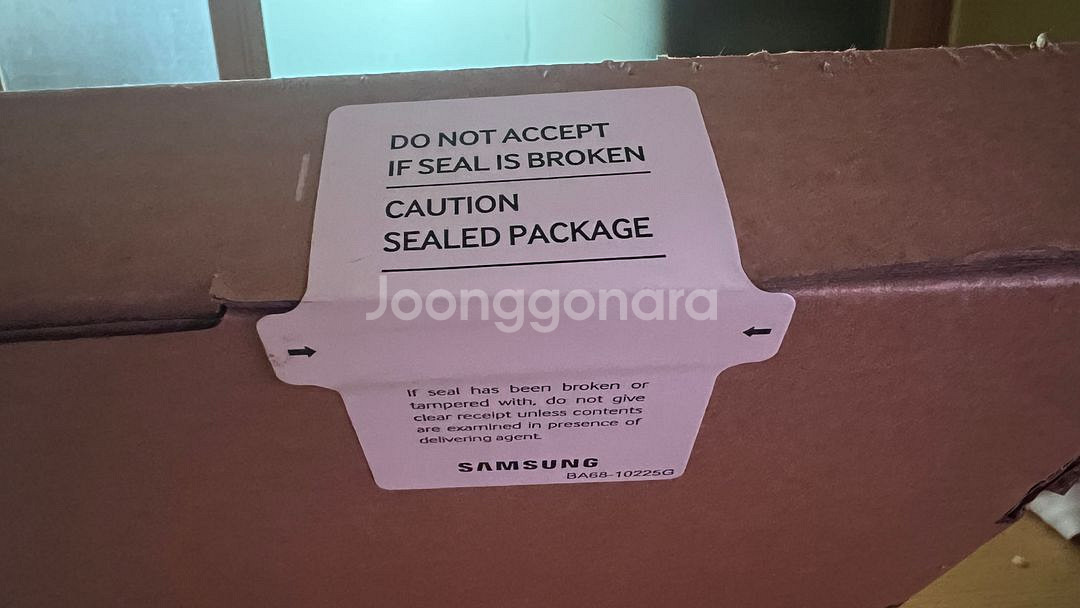 DO NOT ACCEPT
IF SEAL IS BROKEN
CAUTION
SEALED PACKAGE
Joonggonara
If seal has been broken or
tampered with, do not give
clear receipt unless contents
are examined in presence of
delivering agent.
SAMSUNG
BA68-10225G